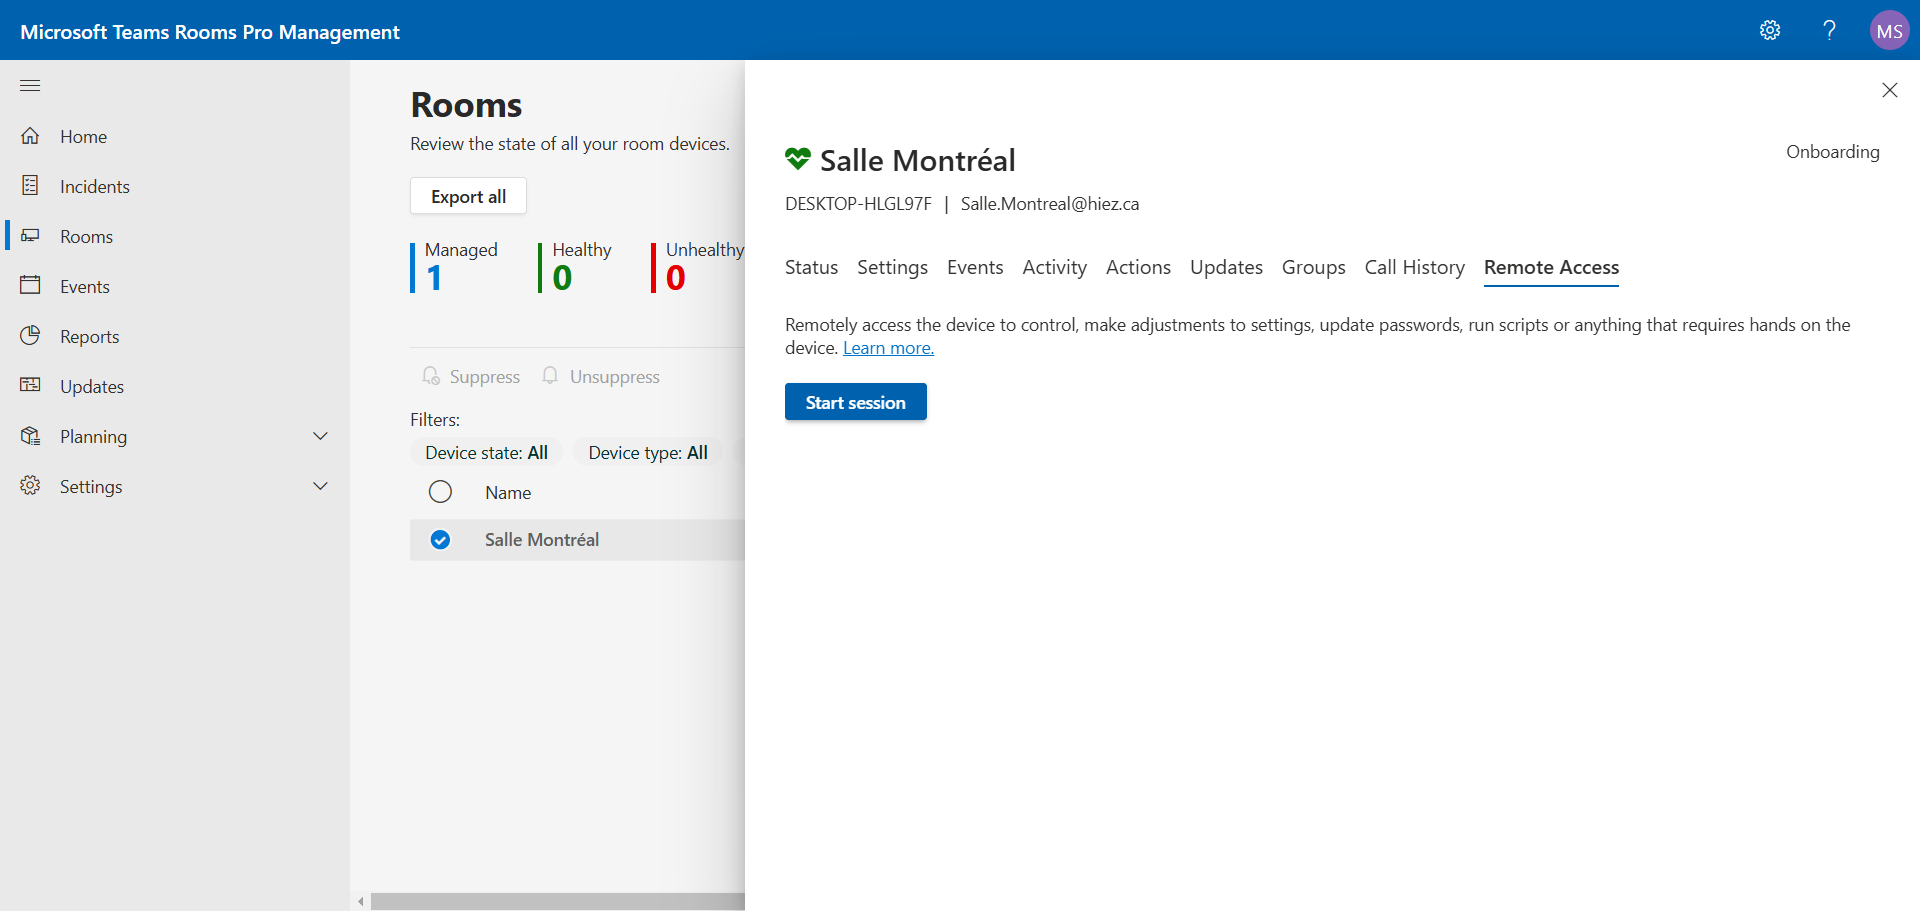 Microsoft Teams Rooms Pro Management
?
MS
Home
Incidents
Rooms
Events
Reports
Updates
Planning
Settings
Rooms
Review the state of all your room devices.
Export all
Managed
1
Healthy
0
Unhealthy
0
Suppress
Unsuppress
Filters:
Device state: All
Device type: All
Name
Salle Montréal
Salle Montréal
Onboarding
DESKTOP-HLGL97F | Salle.Montreal@hiez.ca
Status Settings Events Activity Actions Updates Groups Call History Remote Access
Remotely access the device to control, make adjustments to settings, update passwords, run scripts or anything that requires hands on the
device. Learn more.
Start session